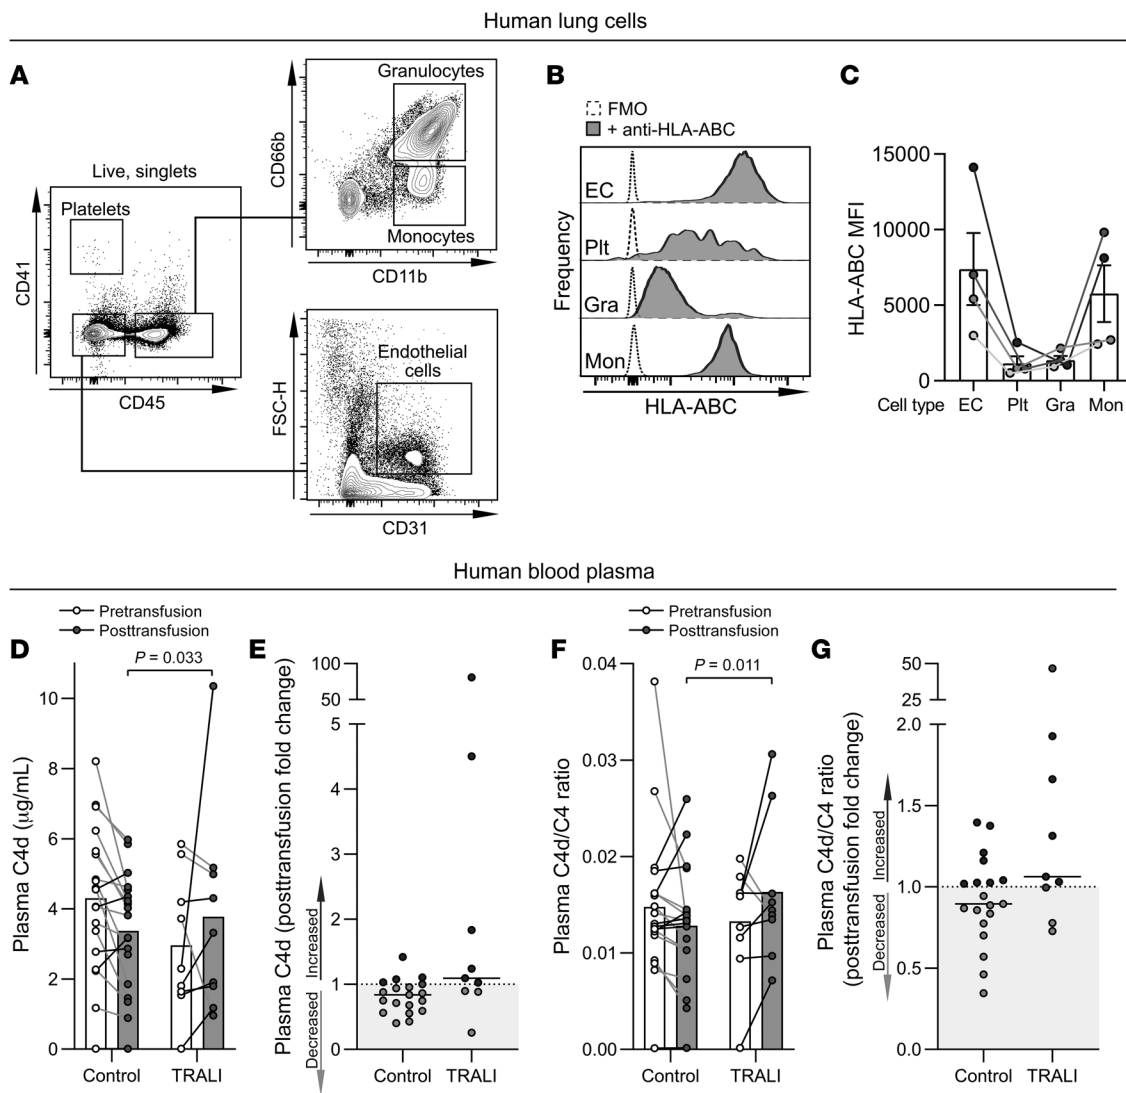 Human lung cells
A
Live, singlets
Platelets
CD41
CD45
Granulocytes
Monocytes
CD66b
CD11b
Endothelial
cells
FSC-H
CD31
B
FMO
+ anti-HLA-ABC
EC
Plt
Gra
Mon
Frequency
HLA-ABC
C
HLA-ABC MFI
15000
10000
5000
0
Cell type EC Plt Gra Mon
Human blood plasma
D
Pretransfusion
Posttransfusion
P = 0.033
Plasma C4d (μg/mL)
10
8
6
4
2
0
Control TRALI
E
Plasma C4d (posttransfusion fold change)
Decreased Increased
100
50
5
4
3
2
1
0
Control TRALI
F
Pretransfusion
Posttransfusion
P = 0.011
Plasma C4d/C4 ratio
0.04
0.03
0.02
0.01
0.00
Control TRALI
G
Plasma C4d/C4 ratio
(posttransfusion fold change)
Decreased Increased
50
25
2.0
1.5
1.0
0.5
0.0
Control TRALI